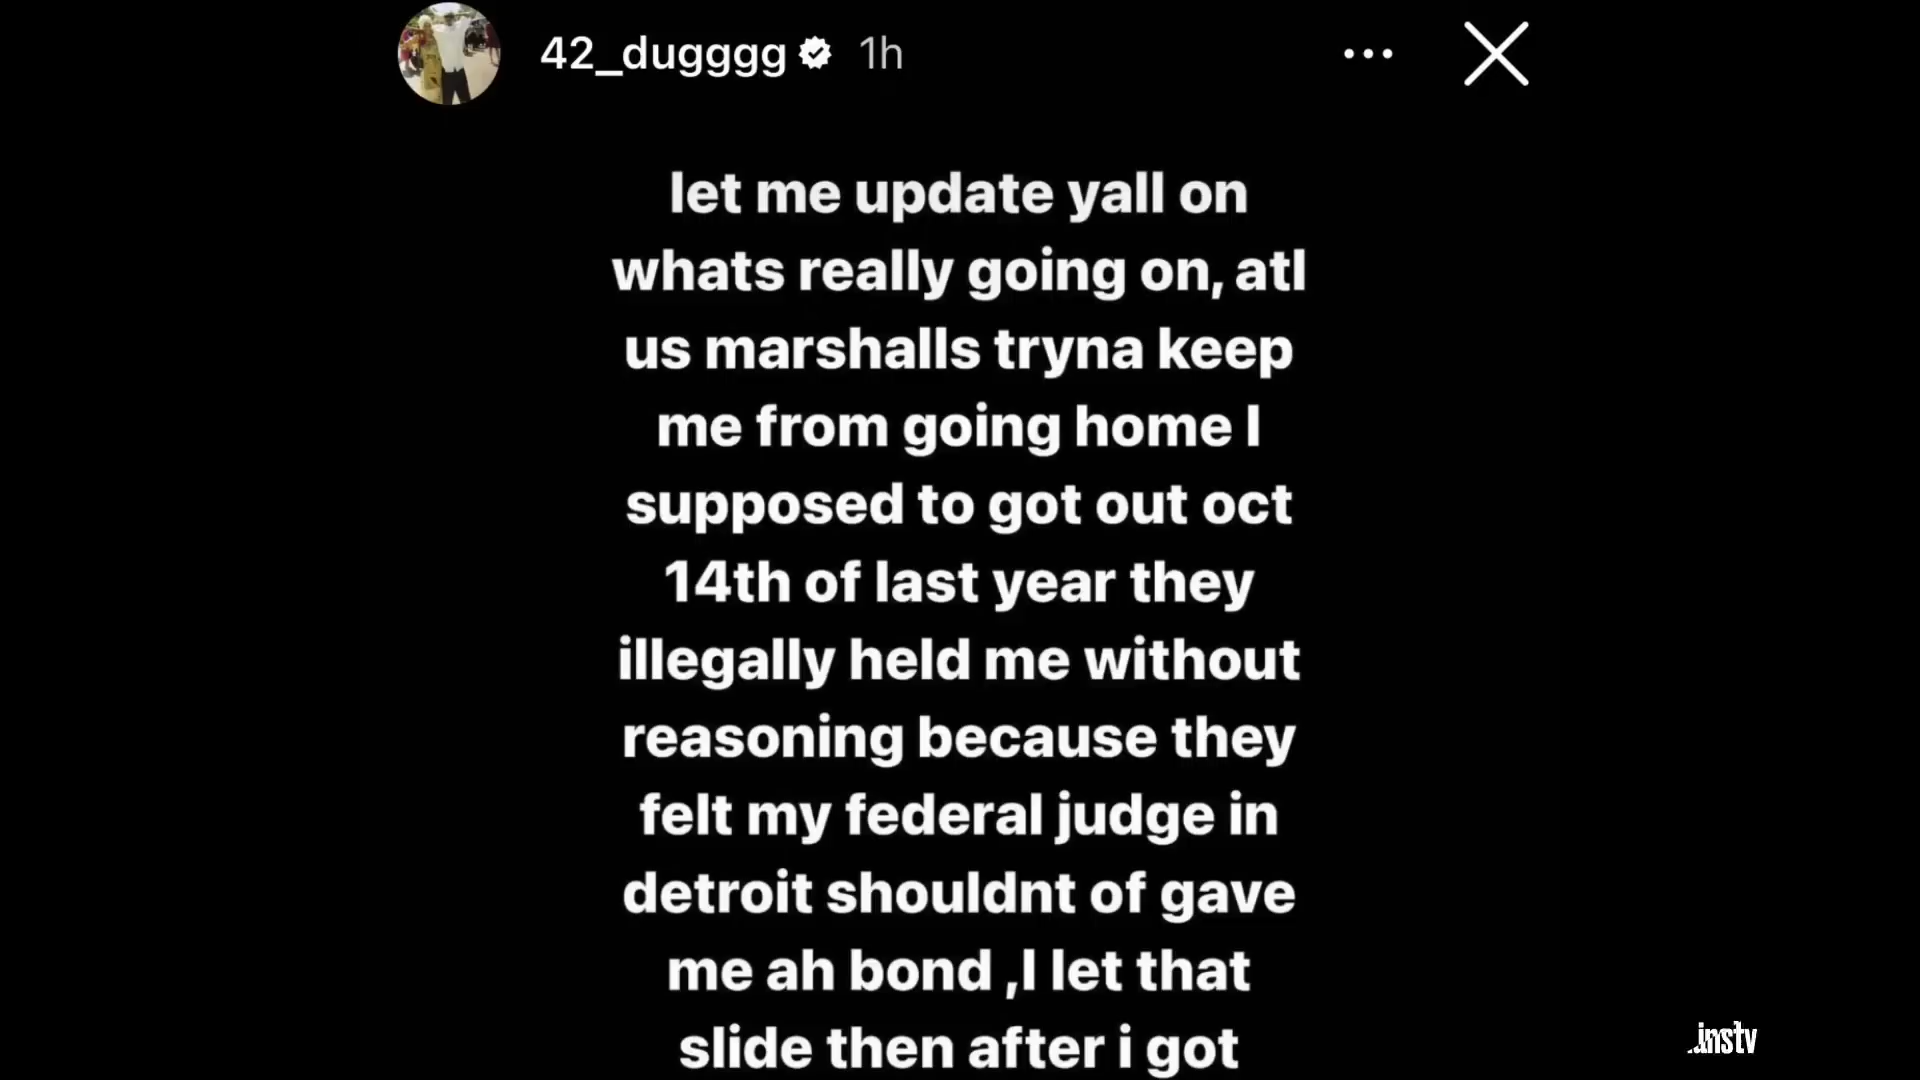 42_dugggg 1h
let me update yall on
whats really going on, atl
us marshalls tryna keep
me from going home I
supposed to got out oct
14th of last year they
illegally held me without
reasoning because they
felt my federal judge in
detroit shouldnt of gave
me ah bond ,I let that
slide then after i got